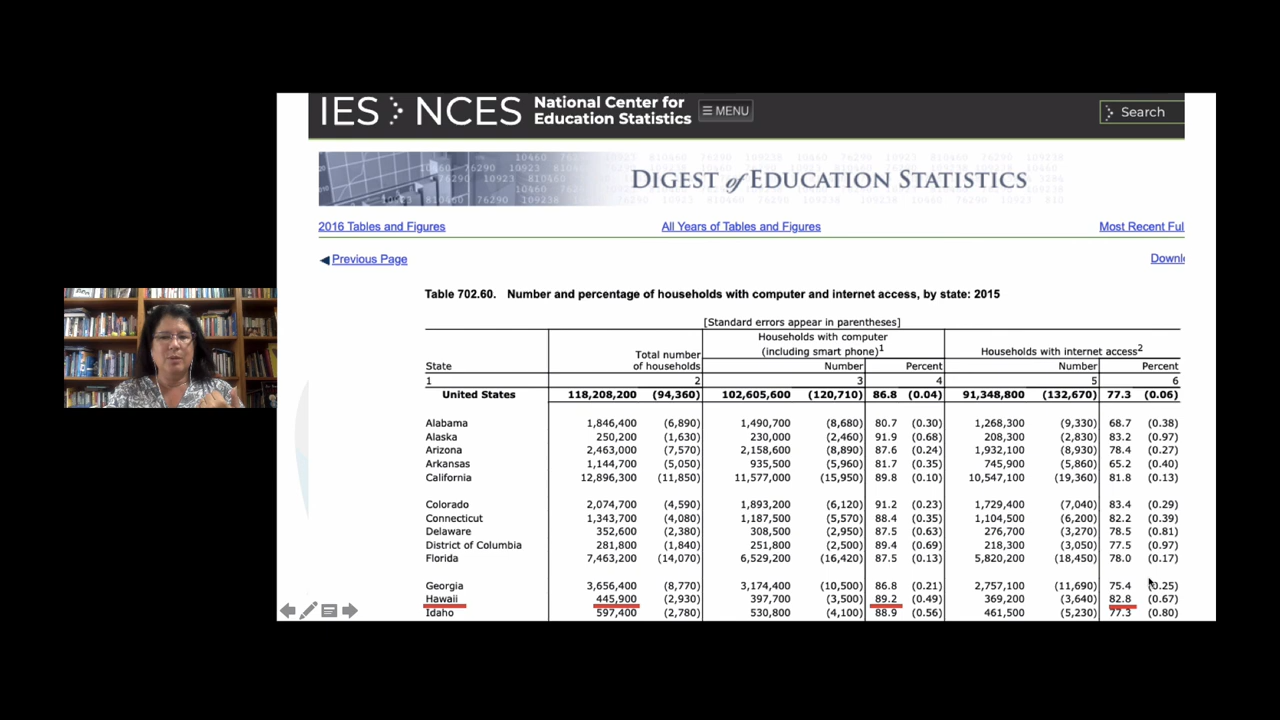 IES NCES National Center for Education Statistics ☰ MENU Search
10460 76290 10923 810460 76290 109238
DIGEST of EDUCATION STATISTICS
2016 Tables and Figures All Years of Tables and Figures Most Recent Ful
Previous Page Downl
Table 702.60. Number and percentage of households with computer and internet access, by state: 2015
[Standard errors appear in parentheses]
State Total number of households Households with computer (including smart phone)1 Households with internet access2
Number Percent Number Percent
1 2 3 4 5 6
United States 118,208,200 (94,360) 102,605,600 (120,710) 86.8 (0.04) 91,348,800 (132,670) 77.3 (0.06)
Alabama 1,846,400 (6,890) 1,490,700 (8,680) 80.7 (0.30) 1,268,300 (9,330) 68.7 (0.38)
Alaska 250,200 (1,630) 230,000 (2,460) 91.9 (0.68) 208,300 (2,830) 83.2 (0.97)
Arizona 2,463,000 (7,570) 2,158,600 (8,890) 87.6 (0.24) 1,932,100 (8,930) 78.4 (0.27)
Arkansas 1,144,700 (5,050) 935,500 (5,960) 81.7 (0.35) 745,900 (5,860) 65.2 (0.40)
California 12,896,300 (11,850) 11,577,000 (15,950) 89.8 (0.10) 10,547,100 (19,360) 81.8 (0.13)
Colorado 2,074,700 (4,590) 1,893,200 (6,120) 91.2 (0.23) 1,729,400 (7,040) 83.4 (0.29)
Connecticut 1,343,700 (4,080) 1,187,500 (5,570) 88.4 (0.35) 1,104,500 (6,200) 82.2 (0.39)
Delaware 352,600 (2,380) 308,500 (2,950) 87.5 (0.63) 276,700 (3,270) 78.5 (0.81)
District of Columbia 281,800 (1,840) 251,800 (2,500) 89.4 (0.69) 218,300 (3,050) 77.5 (0.97)
Florida 7,463,200 (14,070) 6,529,200 (16,420) 87.5 (0.13) 5,820,200 (18,450) 78.0 (0.17)
Georgia 3,656,400 (8,770) 3,174,400 (10,500) 86.8 (0.21) 2,757,100 (11,690) 75.4 (0.25)
Hawaii 445,900 (2,930) 397,700 (3,500) 89.2 (0.49) 369,200 (3,640) 82.8 (0.67)
Idaho 597,400 (2,780) 530,800 (4,100) 88.9 (0.56) 461,500 (5,230) 77.3 (0.80)